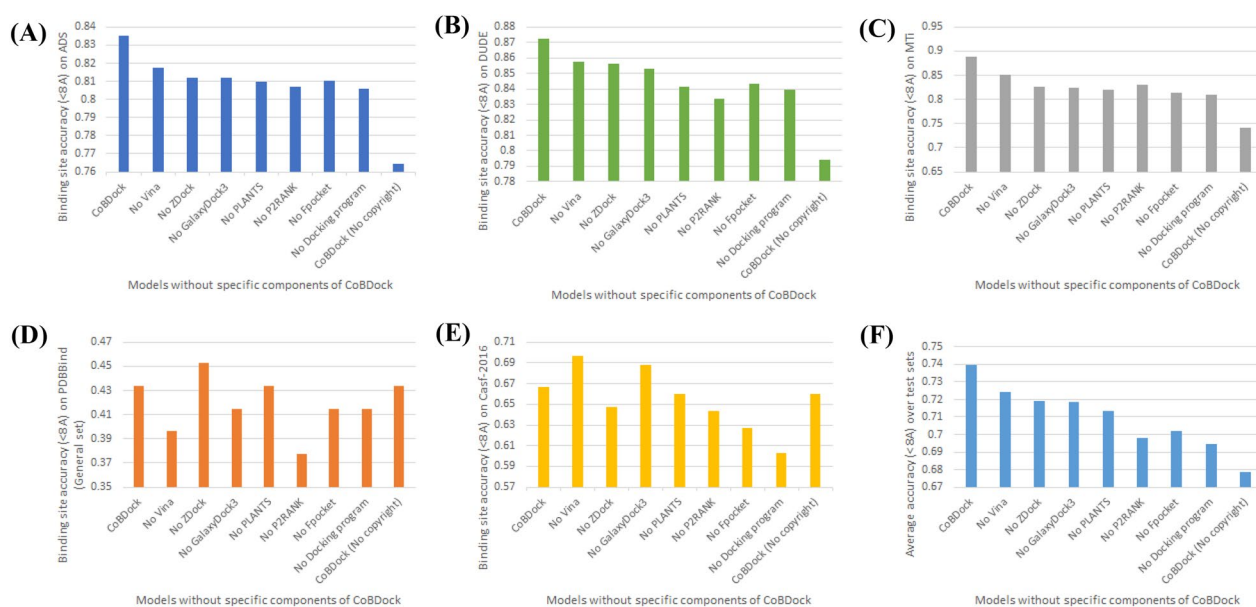 (A)
Binding site accuracy (<8A) on ADS
0.84
0.83
0.82
0.81
0.8
0.79
0.78
0.77
0.76
CoBDock
No Vina
No ZDock
No GalaxyDock3
No PLANTS
No P2RANK
No Fpocket
No Docking program
CoBDock (No copyright)
Models without specific components of CoBDock
(B)
Binding site accuracy (<8A) on DUDE
0.88
0.87
0.86
0.85
0.84
0.83
0.82
0.81
0.8
0.79
0.78
CoBDock
No Vina
No ZDock
No GalaxyDock3
No PLANTS
No P2RANK
No Fpocket
No Docking program
CoBDock (No copyright)
Models without specific components of CoBDock
(C)
Binding site accuracy (<8A) on MTi
0.95
0.9
0.85
0.8
0.75
0.7
0.65
CoBDock
No Vina
No ZDock
No GalaxyDock3
No PLANTS
No P2RANK
No Fpocket
No Docking program
CoBDock (No copyright)
Models without specific components of CoBDock
(D)
Binding site accuracy (<8A) on PDBBind
(General set)
0.47
0.45
0.43
0.41
0.39
0.37
0.35
CoBDock
No Vina
No ZDock
No GalaxyDock3
No PLANTS
No P2RANK
No Fpocket
No Docking program
CoBDock (No copyright)
Models without specific components of CoBDock
(E)
Binding site accuracy (<8A) on Casf-2016
0.71
0.69
0.67
0.65
0.63
0.61
0.59
0.57
CoBDock
No Vina
No ZDock
No GalaxyDock3
No PLANTS
No P2RANK
No Fpocket
No Docking program
CoBDock (No copyright)
Models without specific components of CoBDock
(F)
Average accuracy (<8A) over test sets
0.75
0.74
0.73
0.72
0.71
0.7
0.69
0.68
0.67
CoBDock
No Vina
No ZDock
No GalaxyDock3
No PLANTS
No P2RANK
No Fpocket
No Docking program
CoBDock (No copyright)
Models without specific components of CoBDock